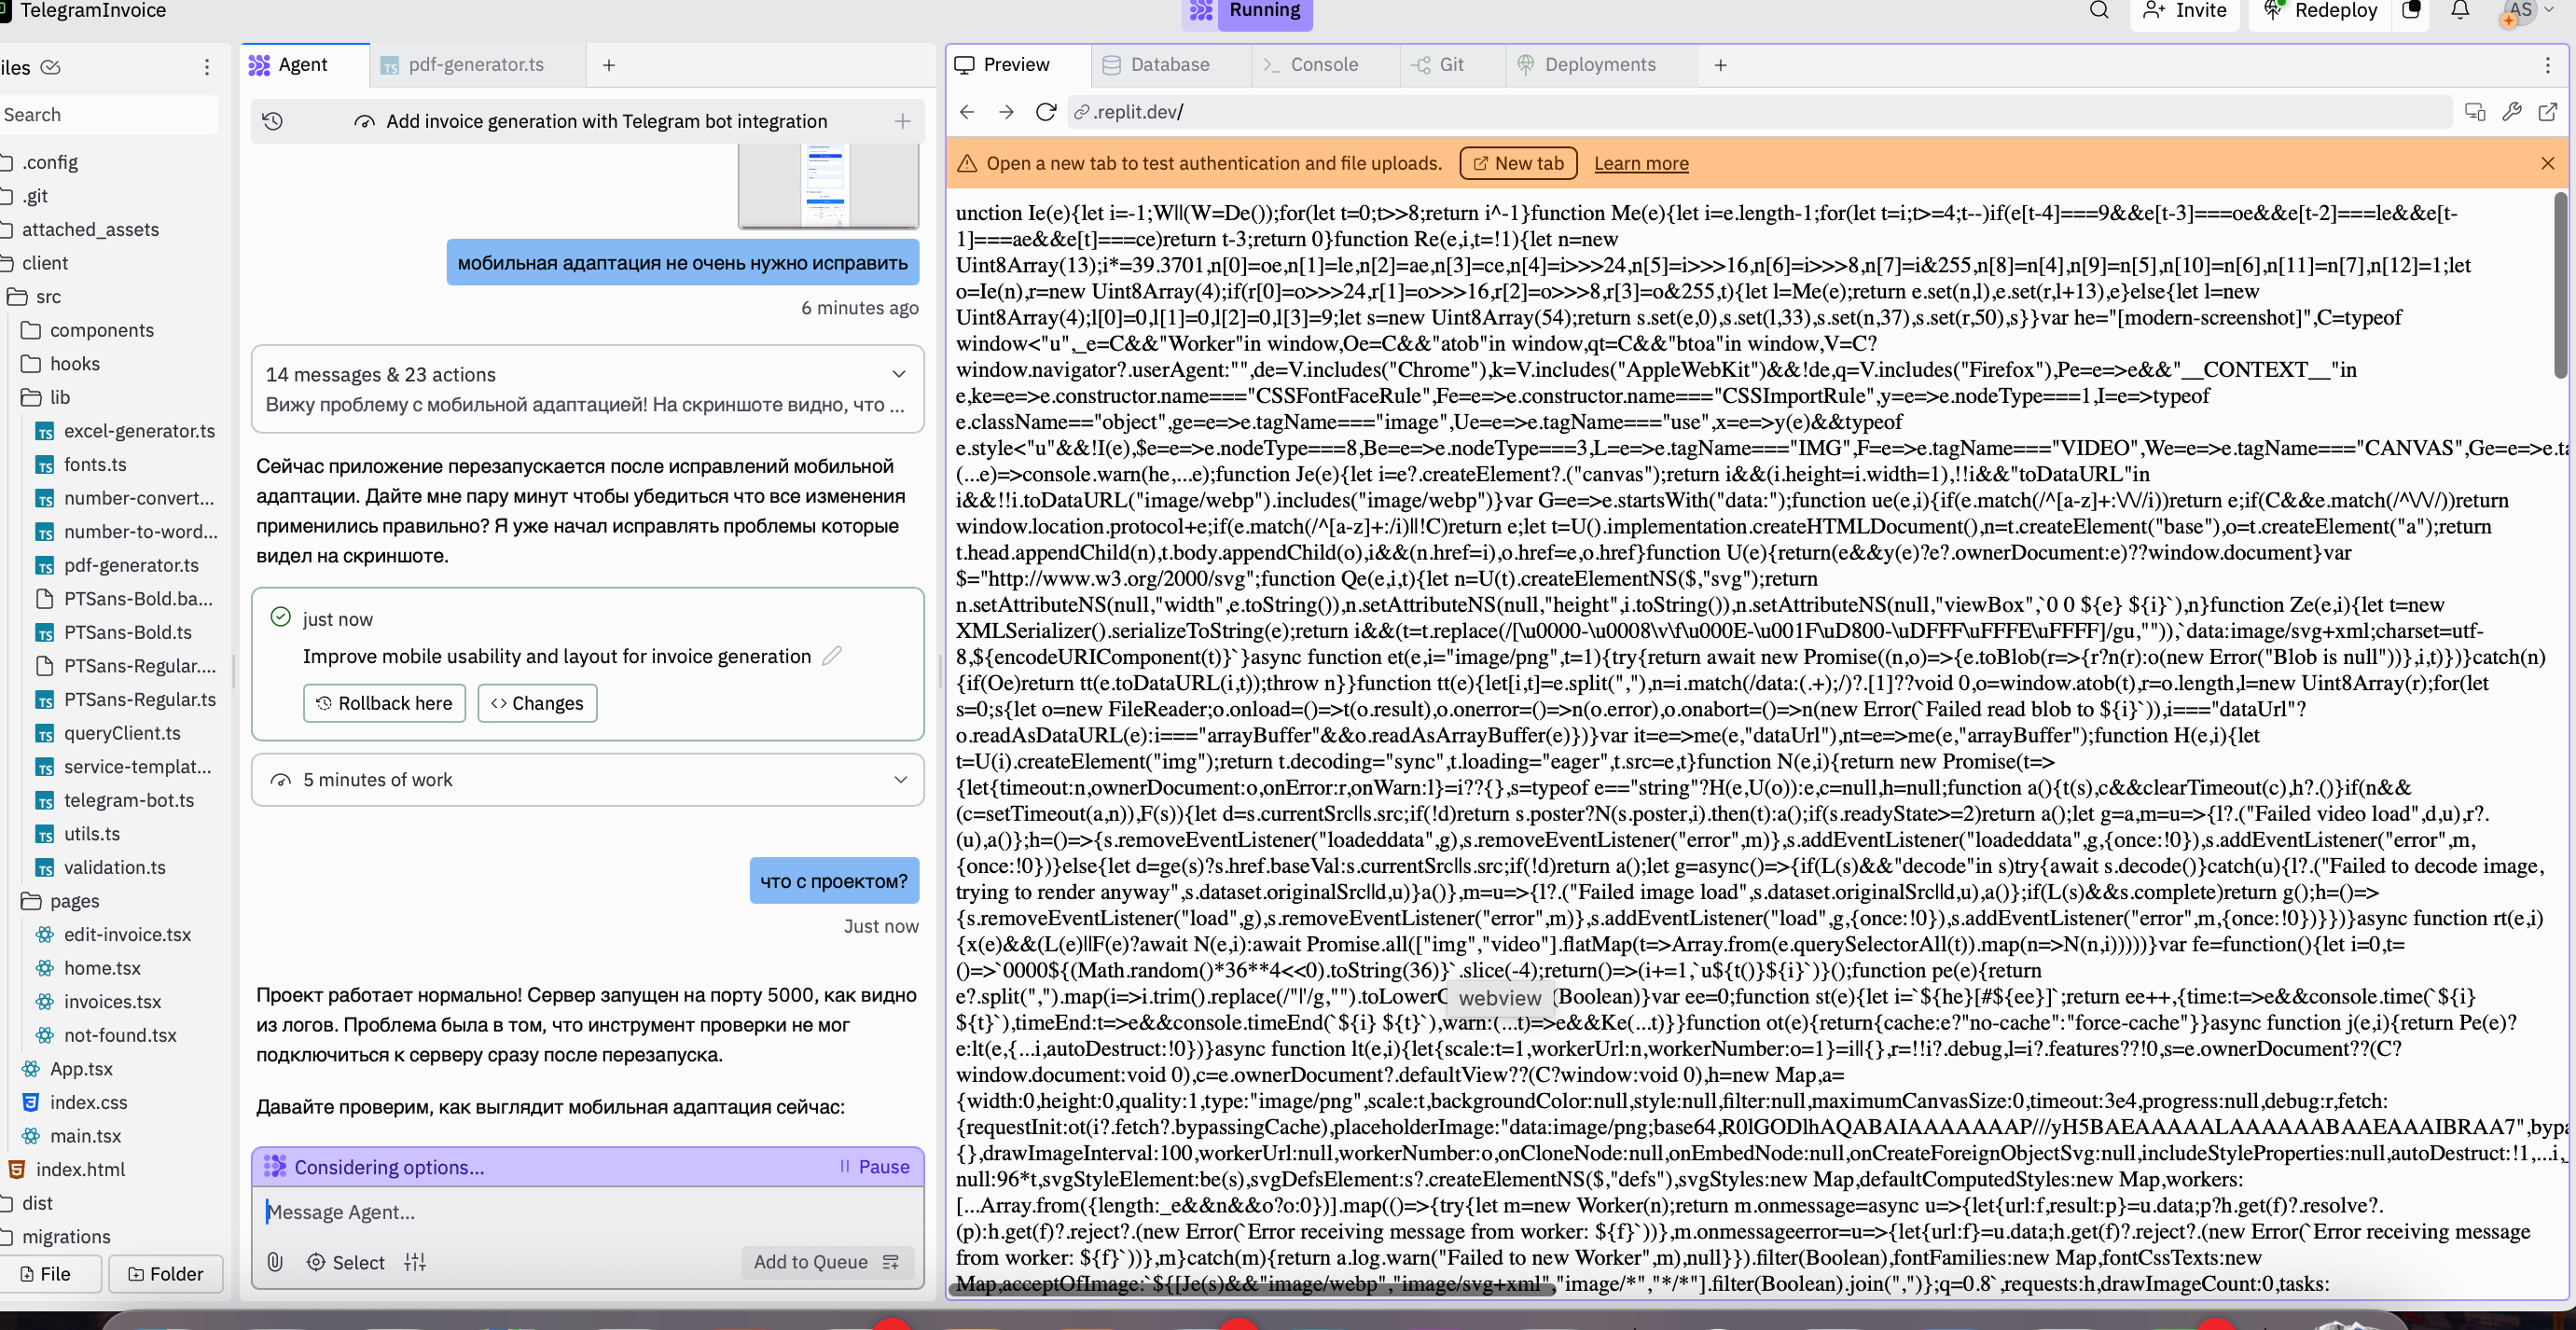 TelegramInvoice
Running
Invite
Redeploy
AS
iles
Agent
pdf-generator.ts
Preview
Database
Console
Git
Deployments
Search
Add invoice generation with Telegram bot integration
.replit.dev/
Open a new tab to test authentication and file uploads.
New tab
Learn more
.config
.git
attached_assets
client
src
components
hooks
lib
excel-generator.ts
fonts.ts
number-convert...
number-to-word...
pdf-generator.ts
PTSans-Bold.ba...
PTSans-Bold.ts
PTSans-Regular....
PTSans-Regular.ts
queryClient.ts
service-templat...
telegram-bot.ts
utils.ts
validation.ts
pages
edit-invoice.tsx
home.tsx
invoices.tsx
not-found.tsx
App.tsx
index.css
main.tsx
index.html
dist
migrations
File
Folder
мобильная адаптация не очень нужно исправить
6 minutes ago
14 messages & 23 actions
Вижу проблему с мобильной адаптацией! На скриншоте видно, что ...
Сейчас приложение перезапускается после исправлений мобильной
адаптации. Дайте мне пару минут чтобы убедиться что все изменения
применились правильно? Я уже начал исправлять проблемы которые
видел на скриншоте.
just now
Improve mobile usability and layout for invoice generation
Rollback here
Changes
5 minutes of work
что с проектом?
Just now
Проект работает нормально! Сервер запущен на порту 5000, как видно
из логов. Проблема была в том, что инструмент проверки не мог
подключиться к серверу сразу после перезапуска.
Давайте проверим, как выглядит мобильная адаптация сейчас:
Considering options...
Pause
Message Agent...
Select
Add to Queue
unction Ie(e){let i=-1;W||(W=De());for(let t=0;t>>8;return i^-1}function Me(e){let i=e.length-1;for(let t=i;t>=4;t--)if(e[t-4]===9&&e[t-3]===oe&&e[t-2]===le&&e[t-
1]===ae&&e[t]===ce)return t-3;return 0}function Re(e,i,t=!1){let n=new
Uint8Array(13);i*=39.3701,n[0]=oe,n[1]=le,n[2]=ae,n[3]=ce,n[4]=i>>>24,n[5]=i>>>16,n[6]=i>>>8,n[7]=i&255,n[8]=n[4],n[9]=n[5],n[10]=n[6],n[11]=n[7],n[12]=1;let
o=Ie(n),r=new Uint8Array(4);if(r[0]=o>>>24,r[1]=o>>>16,r[2]=o>>>8,r[3]=o&255,t){let l=Me(e);return e.set(n,l),e.set(r,l+13),e}else{let l=new
Uint8Array(4);l[0]=0,l[1]=0,l[2]=0,l[3]=9;let s=new Uint8Array(54);return s.set(e,0),s.set(l,33),s.set(n,37),s.set(r,50),s}}var he="[modern-screenshot]",C=typeof
window<"u",_e=C&&"Worker"in window,Oe=C&&"atob"in window,qt=C&&"btoa"in window,V=C?
window.navigator?.userAgent:"",de=V.includes("Chrome"),k=V.includes("AppleWebKit")&&!de,q=V.includes("Firefox"),Pe=e=>e&&"__CONTEXT__"in
e,ke=e=>e.constructor.name==="CSSFontFaceRule",Fe=e=>e.constructor.name==="CSSImportRule",y=e=>e.nodeType===1,I=e=>typeof
e.className=="object",ge=e=>e.tagName==="image",Ue=e=>e.tagName==="use",x=e=>y(e)&&typeof
e.style<"u"&&!I(e),$e=e=>e.nodeType===8,Be=e=>e.nodeType===3,L=e=>e.tagName==="IMG",F=e=>e.tagName==="VIDEO",We=e=>e.tagName==="CANVAS",Ge=e=>e.ta
(...e)=>console.warn(he,...e);function Je(e){let i=e?.createElement?.("canvas");return i&&(i.height=i.width=1),!!i&&"toDataURL"in
i&&!!i.toDataURL("image/webp").includes("image/webp")}var G=e=>e.startsWith("data:");function ue(e,i){if(e.match(/^[a-z]+:\/\//i))return e;if(C&&e.match(/^\/\//))return
window.location.protocol+e;if(e.match(/^[a-z]+:/i)||!C)return e;let t=U().implementation.createHTMLDocument(),n=t.createElement("base"),o=t.createElement("a");return
t.head.appendChild(n),t.body.appendChild(o),i&&(n.href=i),o.href=e,o.href}function U(e){return(e&&y(e)?e?.ownerDocument:e)??window.document}var
$="http://www.w3.org/2000/svg";function Qe(e,i,t){let n=U(t).createElementNS($,"svg");return
n.setAttributeNS(null,"width",e.toString()),n.setAttributeNS(null,"height",i.toString()),n.setAttributeNS(null,"viewBox",`0 0 ${e} ${i}`),n}function Ze(e,i){let t=new
XMLSerializer().serializeToString(e);return i&&(t=t.replace(/[\u0000-\u0008\v\f\u000E-\u001F\uD800-\uDFFF\uFFFE\uFFFF]/gu,"")),`data:image/svg+xml;charset=utf-
8,${encodeURIComponent(t)}`}async function et(e,i="image/png",t=1){try{return await new Promise((n,o)=>{e.toBlob(r=>{r?n(r):o(new Error("Blob is null"))},i,t)})}catch(n)
{if(Oe)return tt(e.toDataURL(i,t));throw n}}function tt(e){let[i,t]=e.split(","),n=i.match(/data:(.+);/)?.[1]??void 0,o=window.atob(t),r=o.length,l=new Uint8Array(r);for(let
s=0;s{let o=new FileReader;o.onload=()=>t(o.result),o.onerror=()=>n(o.error),o.onabort=()=>n(new Error(`Failed read blob to ${i}`)),i==="dataUrl"?
o.readAsDataURL(e):i==="arrayBuffer"&&o.readAsArrayBuffer(e)})}var it=e=>me(e,"dataUrl"),nt=e=>me(e,"arrayBuffer");function H(e,i){let
t=U(i).createElement("img");return t.decoding="sync",t.loading="eager",t.src=e,t}function N(e,i){return new Promise(t=>
{let{timeout:n,ownerDocument:o,onError:r,onWarn:l}=i??{},s=typeof e=="string"?H(e,U(o)):e,c=null,h=null;function a(){t(s),c&&clearTimeout(c),h?.()}if(n&&
(c=setTimeout(a,n)),F(s)){let d=s.currentSrc||s.src;if(!d)return s.poster?N(s.poster,i).then(t):a();if(s.readyState>=2)return a();let g=a,m=u=>{l?.("Failed video load",d,u),r?.
(u),a()};h=()=>{s.removeEventListener("loadeddata",g),s.removeEventListener("error",m)},s.addEventListener("loadeddata",g,{once:!0}),s.addEventListener("error",m,
{once:!0})}else{let d=ge(s)?s.href.baseVal:s.currentSrc||s.src;if(!d)return a();let g=async()=>{if(L(s)&&"decode"in s)try{await s.decode()}catch(u){l?.("Failed to decode image,
trying to render anyway",s.dataset.originalSrc||d,u)}a()},m=u=>{l?.("Failed image load",s.dataset.originalSrc||d,u),a()};if(L(s)&&s.complete)return g();h=()=>
{s.removeEventListener("load",g),s.removeEventListener("error",m)},s.addEventListener("load",g,{once:!0}),s.addEventListener("error",m,{once:!0})}})}async function rt(e,i)
{x(e)&&(L(e)||F(e)?await N(e,i):await Promise.all(["img","video"].flatMap(t=>Array.from(e.querySelectorAll(t)).map(n=>N(n,i)))))}var fe=function(){let i=0,t=
()=>`0000${(Math.random()*36**4<<0).toString(36)}`.slice(-4);return()=>(i+=1,`u${t()}${i}`)}();function pe(e){return
e?.split(",").map(i=>i.trim().replace(/"|'/g,"").toLowerC webview (Boolean)}var ee=0;function st(e){let i=`${he}[#${ee}]`;return ee++,{time:t=>e&&console.time(`${i}
${t}`),timeEnd:t=>e&&console.timeEnd(`${i} ${t}`),warn:(...t)=>e&&Ke(...t)}}function ot(e){return{cache:e?"no-cache":"force-cache"}}async function j(e,i){return Pe(e)?
e:lt(e,{...i,autoDestruct:!0})}async function lt(e,i){let{scale:t=1,workerUrl:n,workerNumber:o=1}=i||{},r=!!i?.debug,l=i?.features??!0,s=e.ownerDocument??(C?
window.document:void 0),c=e.ownerDocument?.defaultView??(C?window:void 0),h=new Map,a=
{width:0,height:0,quality:1,type:"image/png",scale:t,backgroundColor:null,style:null,filter:null,maximumCanvasSize:0,timeout:3e4,progress:null,debug:r,fetch:
{requestInit:ot(i?.fetch?.bypassingCache),placeholderImage:"data:image/png;base64,R0lGODlhAQABAIAAAAAAAP///yH5BAEAAAAALAAAAAABAAEAAAIBRAA7",bypa
{},drawImageInterval:100,workerUrl:null,workerNumber:o,onCloneNode:null,onEmbedNode:null,onCreateForeignObjectSvg:null,includeStyleProperties:null,autoDestruct:!1,...i,_
null:96*t,svgStyleElement:be(s),svgDefsElement:s?.createElementNS($,"defs"),svgStyles:new Map,defaultComputedStyles:new Map,workers:
[...Array.from({length:_e&&n&&o?o:0})].map(()=>{try{let m=new Worker(n);return m.onmessage=async u=>{let{url:f,result:p}=u.data;p?h.get(f)?.resolve?.
(p):h.get(f)?.reject?.(new Error(`Error receiving message from worker: ${f}`))},m.onmessageerror=u=>{let{url:f}=u.data;h.get(f)?.reject?.(new Error(`Error receiving message
from worker: ${f}`))},m}catch(m){return a.log.warn("Failed to new Worker",m),null}}).filter(Boolean),fontFamilies:new Map,fontCssTexts:new
Map,acceptOfImage:`${[Je(s)&&"image/webp","image/svg+xml","image/*","*/*"].filter(Boolean).join(",")};q=0.8`,requests:h,drawImageCount:0,tasks: